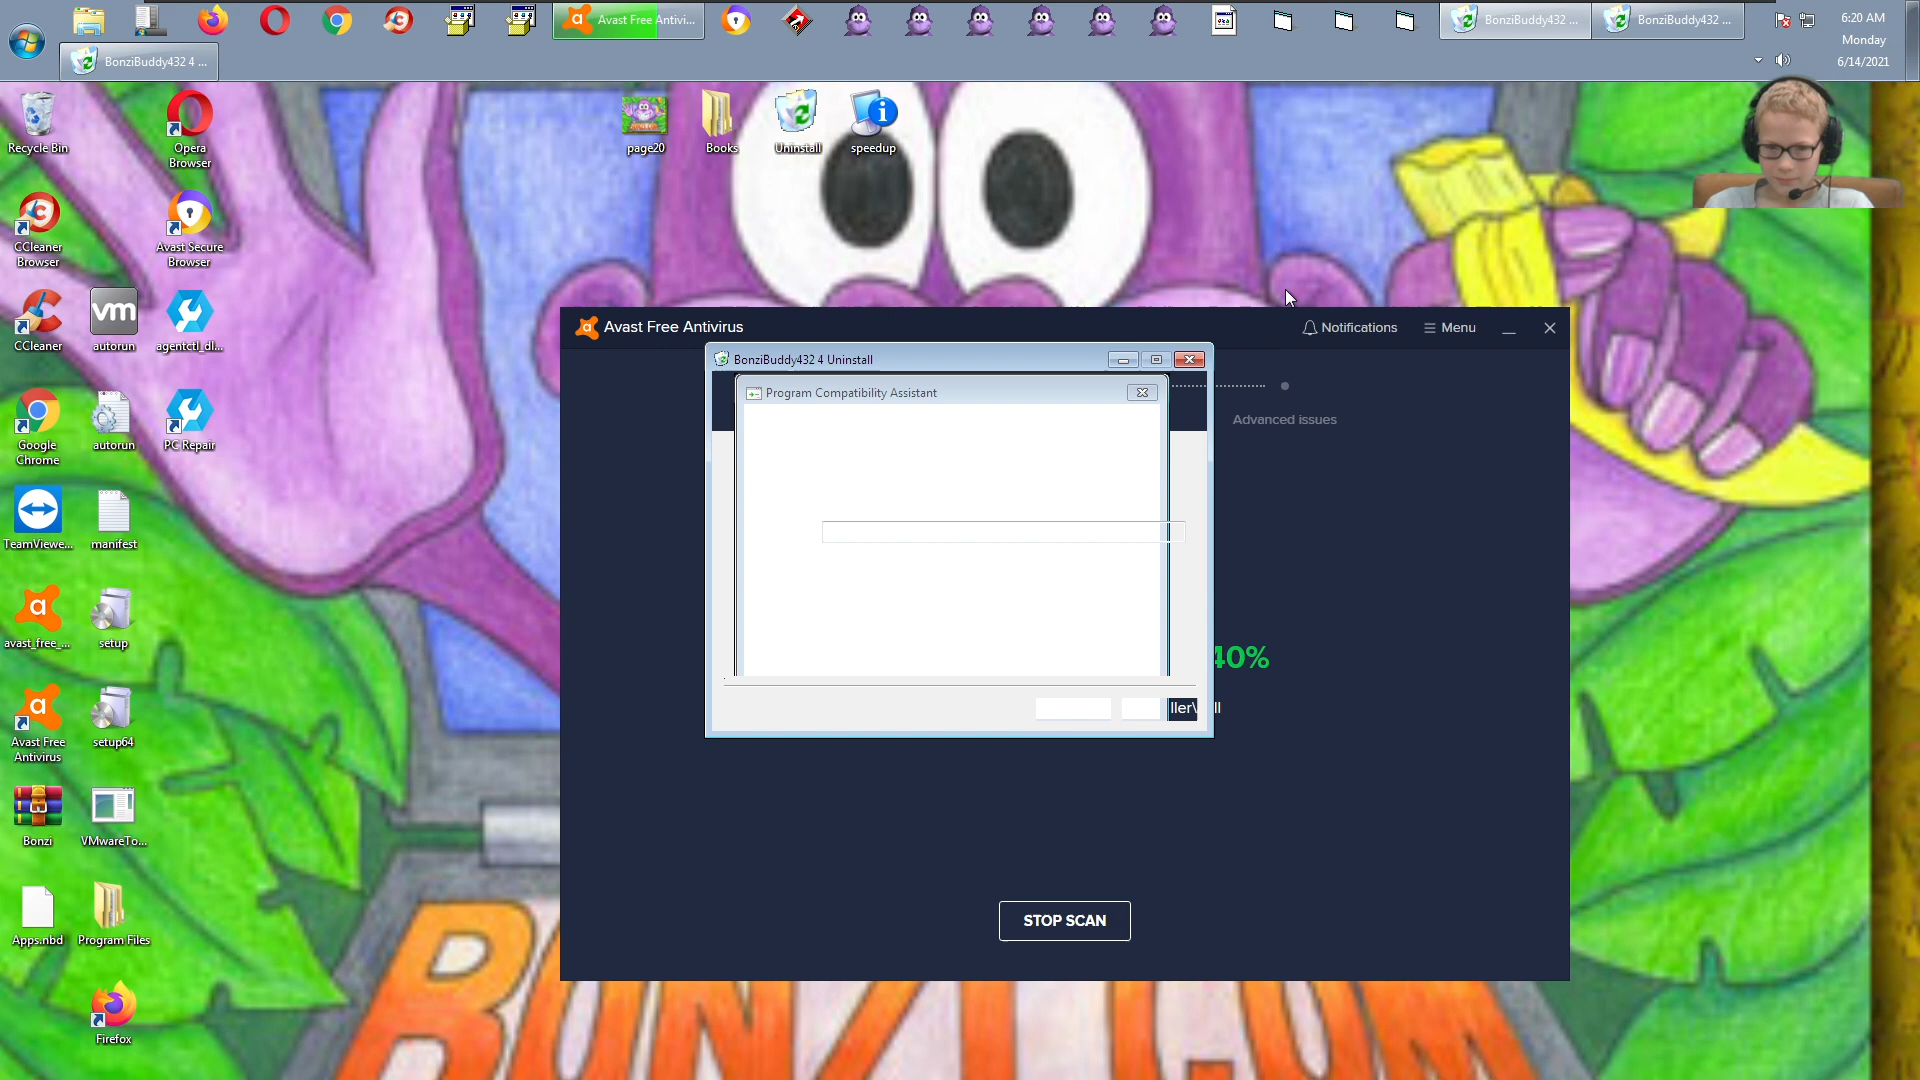 Avast Free Antivi...
BonziBuddy432 ...
BonziBuddy432 ...
6:20 AM
Monday
6/14/2021
BonziBuddy432 4 ...
Recycle Bin
Opera
Browser
page20
Books
Uninstall
speedup
CCleaner
Browser
Avast Secure
Browser
CCleaner
vm
autorun
agentctl_dl...
Google
Chrome
autorun
PC Repair
TeamViewe...
manifest
avast_free_...
setup
Avast Free
Antivirus
setup64
Bonzi
VMwareTo...
Apps.nbd
Program Files
Firefox
Avast Free Antivirus
Notifications
Menu
BonziBuddy432 4 Uninstall
Program Compatibility Assistant
Advanced issues
40%
ller\
ll
STOP SCAN
BONZI.COM